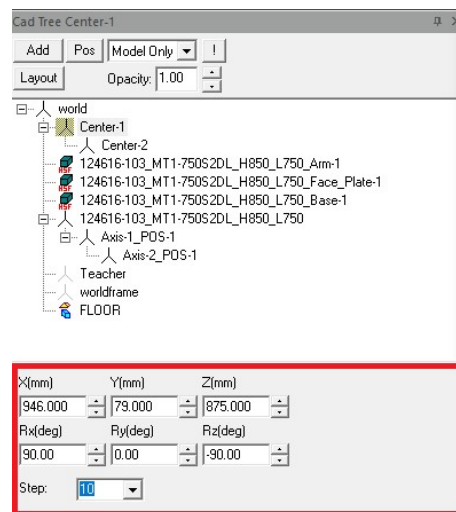 Cad Tree Center-1
Add Pos Model Only !
Layout Opacity: 1.00
world
Center-1
Center-2
124616-103_MT1-750S2DL_H850_L750_Arm-1
124616-103_MT1-750S2DL_H850_L750_Face_Plate-1
124616-103_MT1-750S2DL_H850_L750_Base-1
124616-103_MT1-750S2DL_H850_L750
Axis-1_POS-1
Axis-2_POS-1
Teacher
worldframe
FLOOR
X(mm) Y(mm) Z(mm)
946.000 79.000 875.000
Rx(deg) Ry(deg) Rz(deg)
90.00 0.00 -90.00
Step: 10